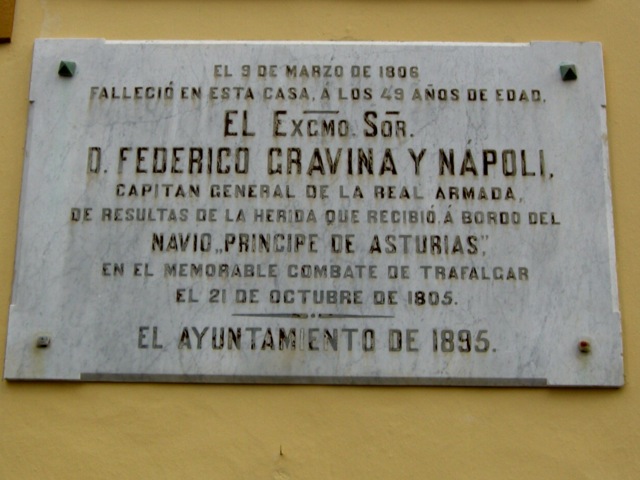 EL 9 DE MARZO DE 1806
FALLECIÓ EN ESTA CASA, A LOS 49 AÑOS DE EDAD,
EL EXCMO. SOR.
D. FEDERICO GRAVINA Y NAPOLI,
CAPITAN GENERAL DE LA REAL ARMADA,
DE RESULTAS DE LA HERIDA QUE RECIBIÓ Á BORDO DEL
NAVIO „PRINCIPE DE ASTURIAS”,
EN EL MEMORABLE COMBATE DE TRAFALGAR
EL 21 DE OCTUBRE DE 1805.
EL AYUNTAMIENTO DE 1895.